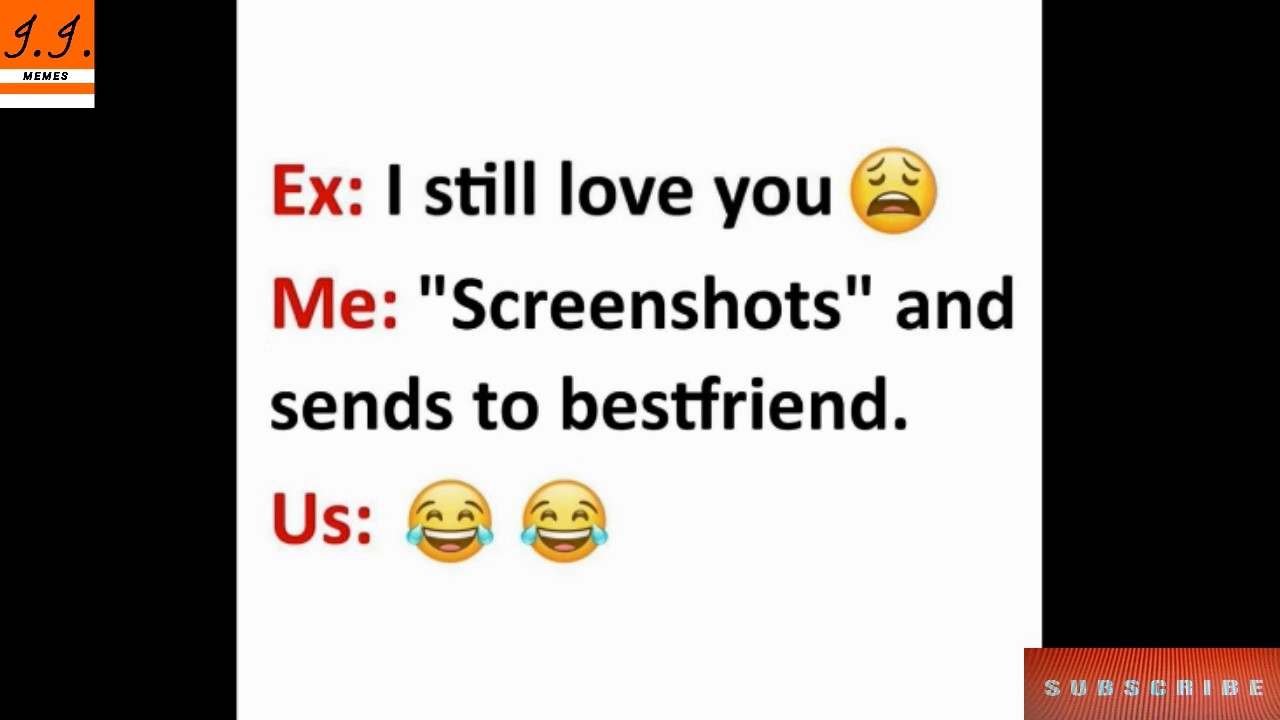 J.J.
MEMES
Ex: I still love you 😩
Me: "Screenshots" and
sends to bestfriend.
Us: 😂 😂
SUBSCRIBE